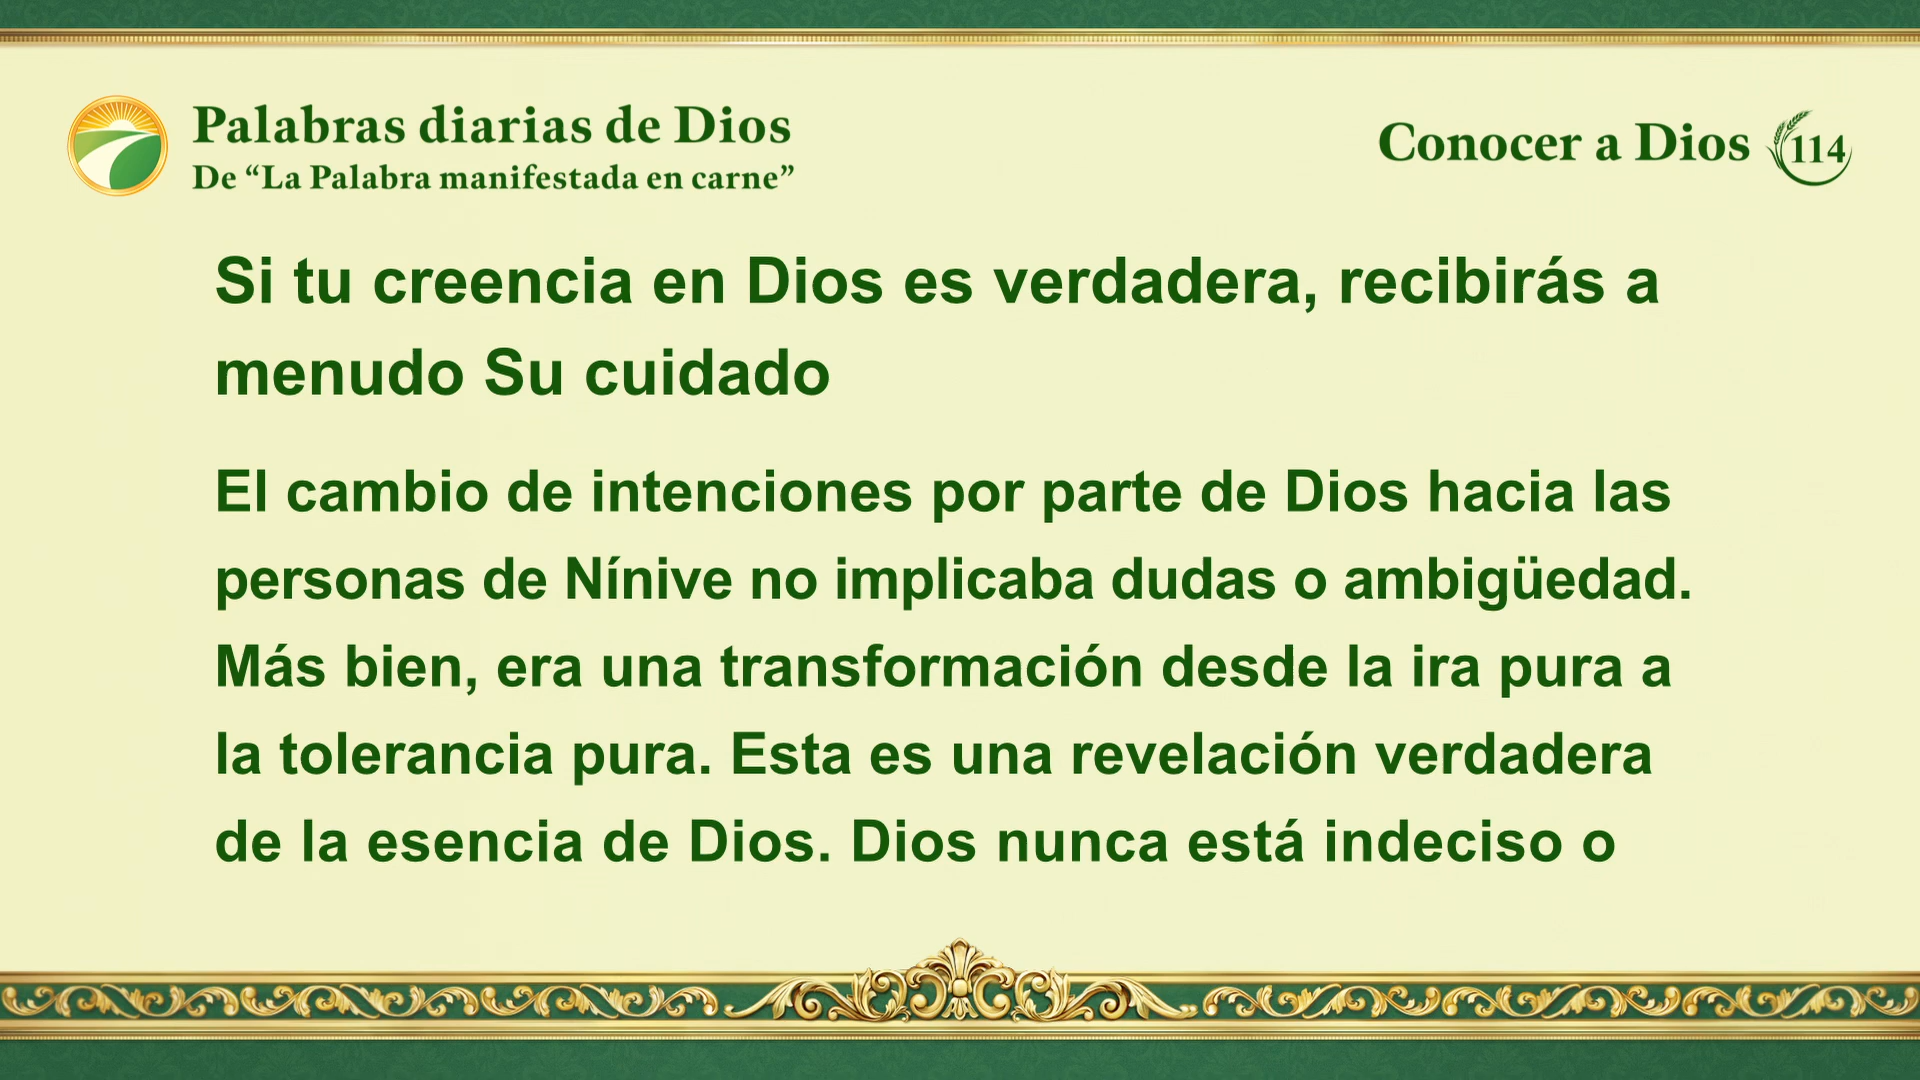 Palabras diarias de Dios
De “La Palabra manifestada en carne”
Conocer a Dios 114
Si tu creencia en Dios es verdadera, recibirás a
menudo Su cuidado
El cambio de intenciones por parte de Dios hacia las
personas de Nínive no implicaba dudas o ambigüedad.
Más bien, era una transformación desde la ira pura a
la tolerancia pura. Esta es una revelación verdadera
de la esencia de Dios. Dios nunca está indeciso o